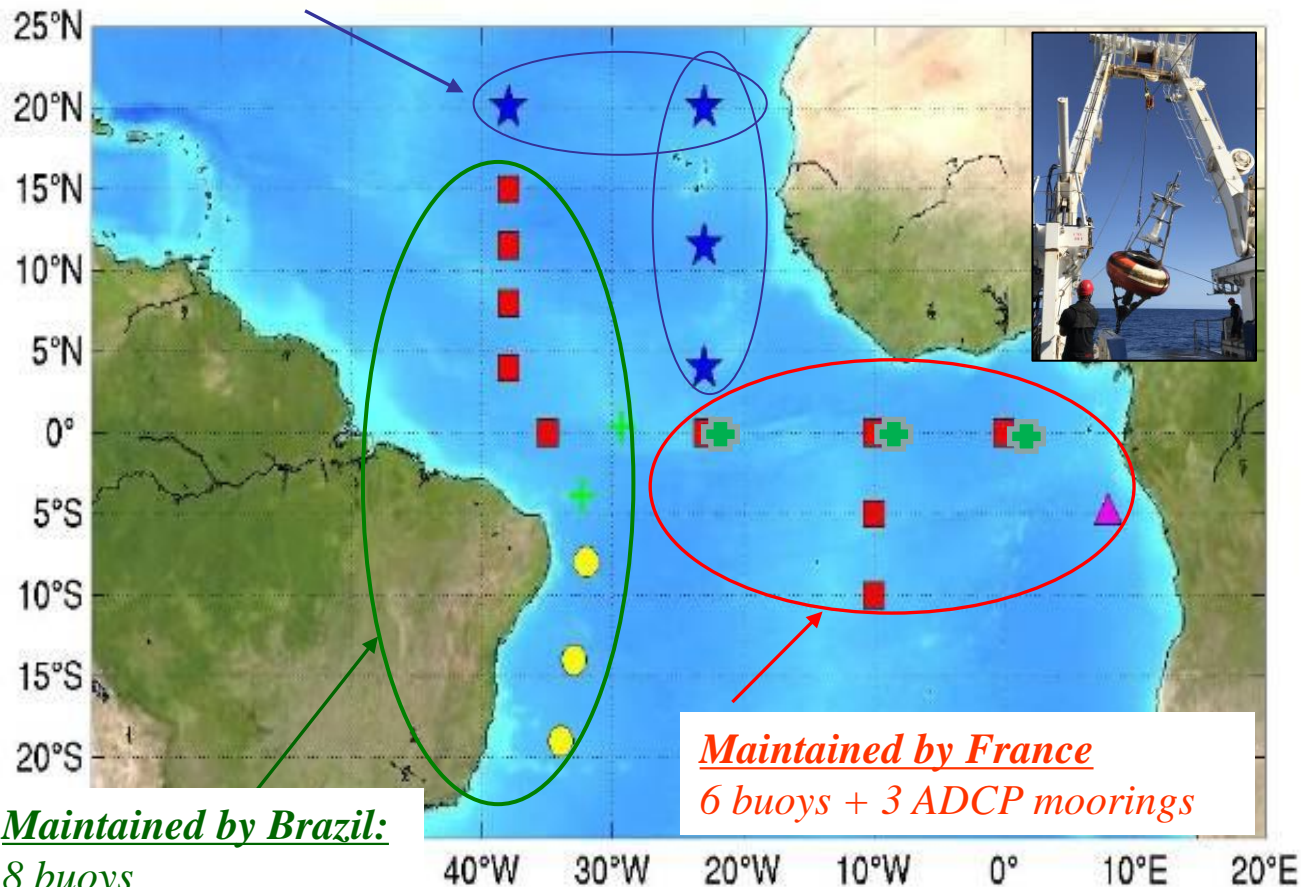 25°N
20°N
15°N
10°N
5°N
0°
5°S
10°S
15°S
20°S
Maintained by France
6 buoys + 3 ADCP moorings
Maintained by Brazil:
8 buoys
40°W 30°W 20°W 10°W 0° 10°E 20°E